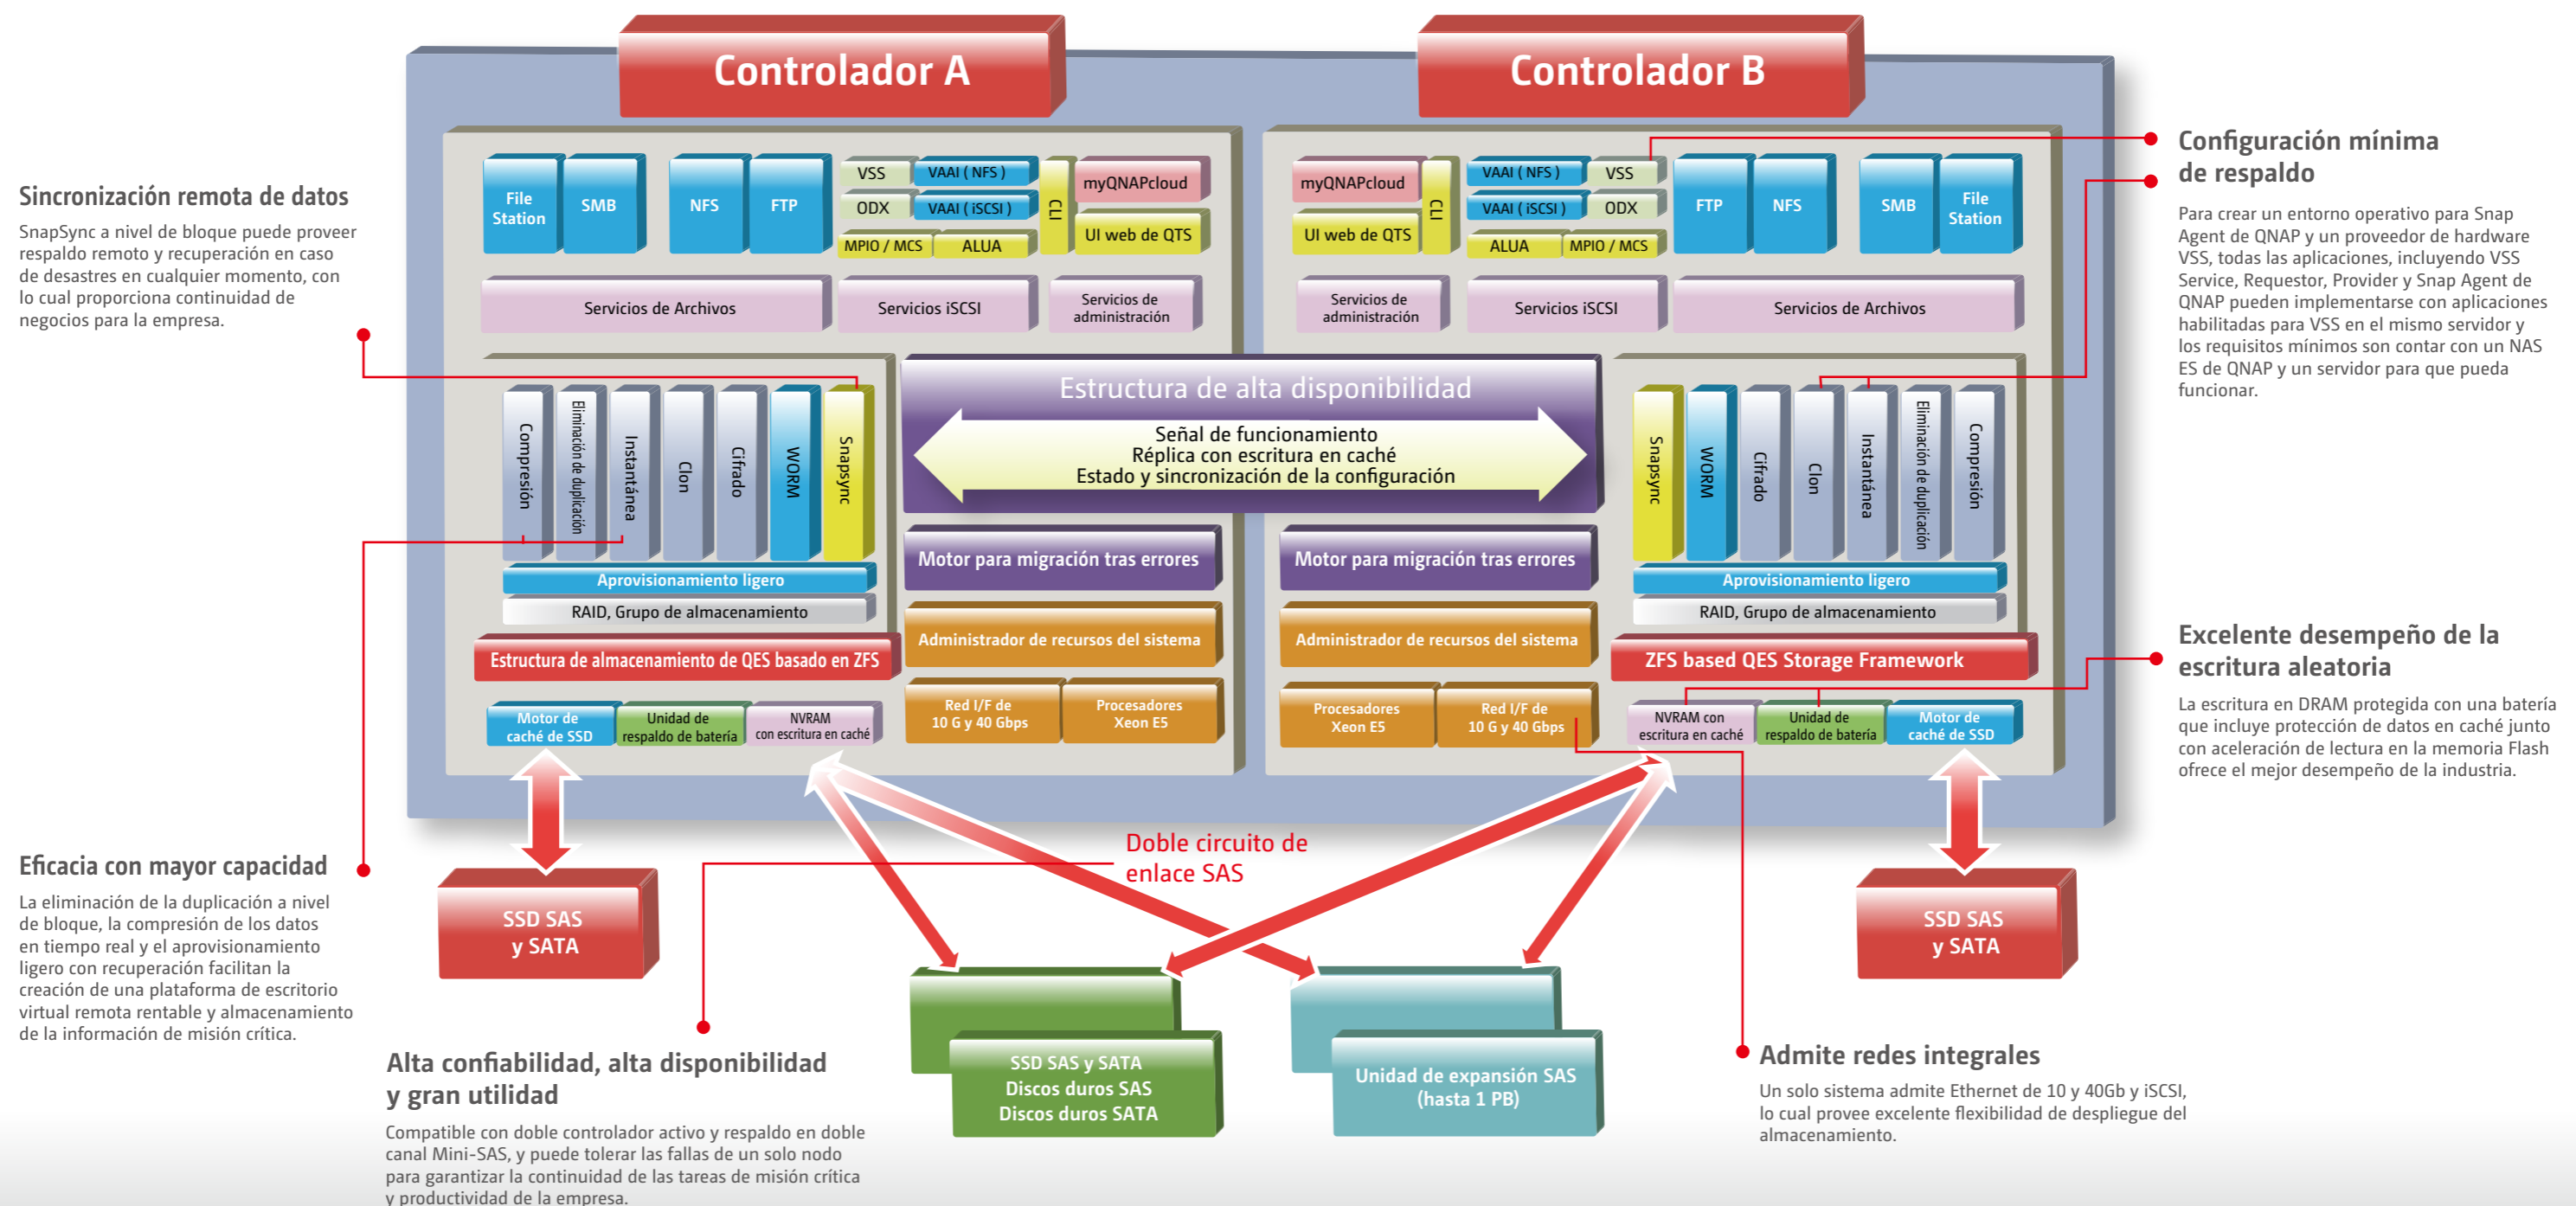 Controlador A
Controlador B
Sincronización remota de datos
SnapSync a nivel de bloque puede proveer
respaldo remoto y recuperación en caso
de desastres en cualquier momento, con
lo cual proporciona continuidad de
negocios para la empresa.
Eficacia con mayor capacidad
La eliminación de la duplicación a nivel
de bloque, la compresión de los datos
en tiempo real y el aprovisionamiento
ligero con recuperación facilitan la
creación de una plataforma de escritorio
virtual remota rentable y almacenamiento
de la información de misión crítica.
File
Station
SMB
NFS
FTP
VSS
VAAI ( NFS )
ODX
VAAI ( iSCSI )
MPIO / MCS
ALUA
CLI
myQNAPcloud
UI web de QTS
Servicios de Archivos
Servicios iSCSI
Servicios de
administración
myQNAPcloud
UI web de QTS
CLI
VAAI ( NFS )
VSS
VAAI ( iSCSI )
ODX
ALUA
MPIO / MCS
FTP
NFS
SMB
File
Station
Servicios de
administración
Servicios iSCSI
Servicios de Archivos
Estructura de alta disponibilidad
Señal de funcionamiento
Réplica con escritura en caché
Estado y sincronización de la configuración
Compresión
Eliminación de duplicación
Instantánea
Clon
Cifrado
WORM
Snapsync
Aprovisionamiento ligero
RAID, Grupo de almacenamiento
Estructura de almacenamiento de QES basado en ZFS
Motor de
caché de SSD
Unidad de
respaldo de batería
NVRAM
con escritura en caché
Motor para migración tras errores
Administrador de recursos del sistema
Red I/F de
10 G y 40 Gbps
Procesadores
Xeon E5
Motor para migración tras errores
Administrador de recursos del sistema
Procesadores
Xeon E5
Red I/F de
10 G y 40 Gbps
Snapsync
WORM
Cifrado
Clon
Instantánea
Eliminación de duplicación
Compresión
Aprovisionamiento ligero
RAID, Grupo de almacenamiento
ZFS based QES Storage Framework
NVRAM con
escritura en caché
Unidad de
respaldo de batería
Motor de
caché de SSD
Doble circuito de
enlace SAS
SSD SAS
y SATA
SSD SAS
y SATA
SSD SAS y SATA
Discos duros SAS
Discos duros SATA
Unidad de expansión SAS
(hasta 1 PB)
Alta confiabilidad, alta disponibilidad
y gran utilidad
Compatible con doble controlador activo y respaldo en doble
canal Mini-SAS, y puede tolerar las fallas de un solo nodo
para garantizar la continuidad de las tareas de misión crítica
y productividad de la empresa.
Configuración mínima
de respaldo
Para crear un entorno operativo para Snap
Agent de QNAP y un proveedor de hardware
VSS, todas las aplicaciones, incluyendo VSS
Service, Requestor, Provider y Snap Agent de
QNAP pueden implementarse con aplicaciones
habilitadas para VSS en el mismo servidor y
los requisitos mínimos son contar con un NAS
ES de QNAP y un servidor para que pueda
funcionar.
Excelente desempeño de la
escritura aleatoria
La escritura en DRAM protegida con una batería
que incluye protección de datos en caché junto
con aceleración de lectura en la memoria Flash
ofrece el mejor desempeño de la industria.
Admite redes integrales
Un solo sistema admite Ethernet de 10 y 40Gb y iSCSI,
lo cual provee excelente flexibilidad de despliegue del
almacenamiento.